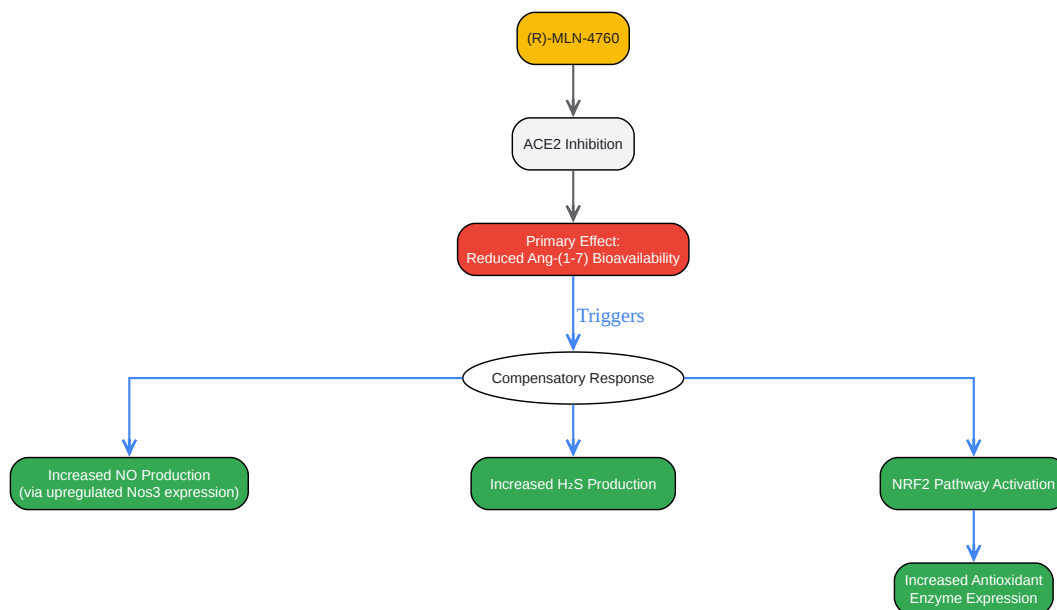 (R)-MLN-4760
ACE2 Inhibition
Primary Effect:
Reduced Ang-(1-7) Bioavailability
Triggers
Compensatory Response
Increased NO Production
(via upregulated Nos3 expression)
Increased H₂S Production
NRF2 Pathway Activation
Increased Antioxidant
Enzyme Expression